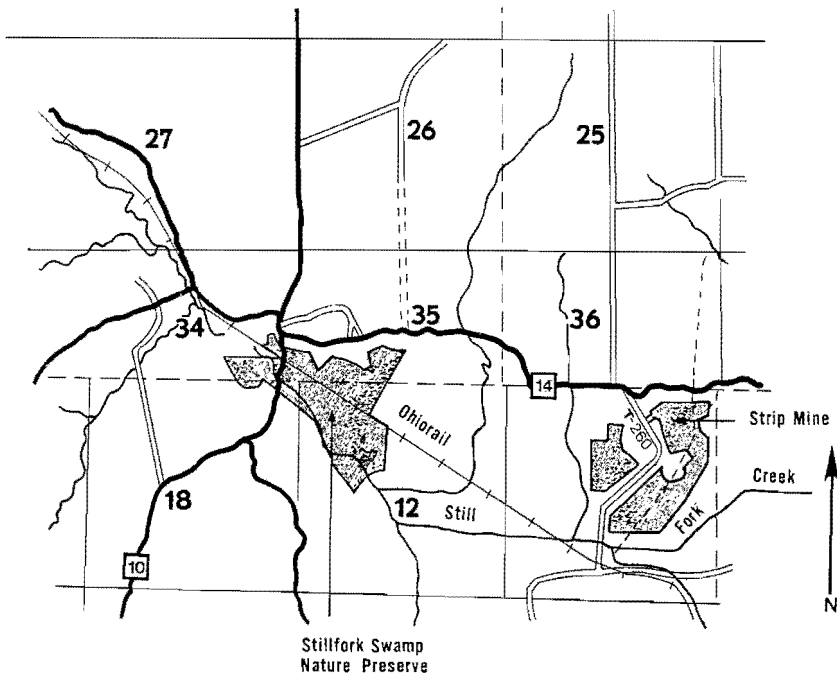 27
26
25
34
35
36
14
Ohiorail
T-260
Strip Mine
18
12
Still
Fork
Creek
10
N
Stillfork Swamp
Nature Preserve